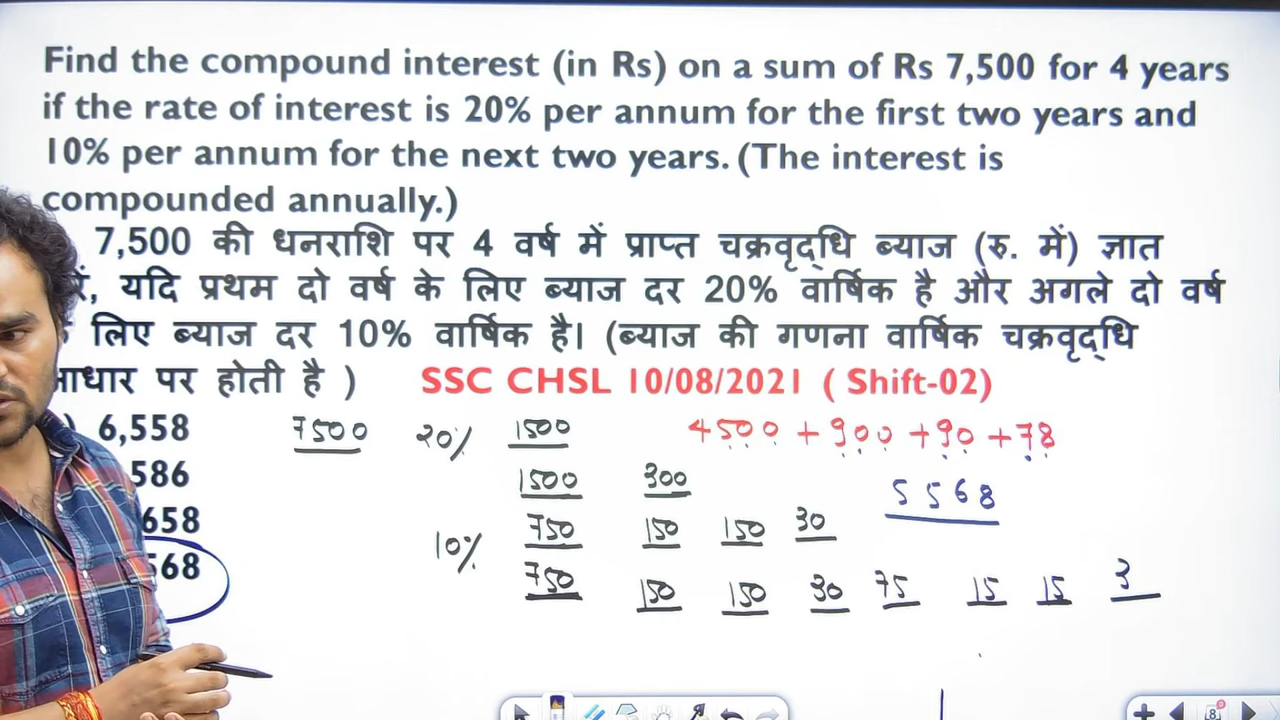 Find the compound interest (in Rs) on a sum of Rs 7,500 for 4 years
if the rate of interest is 20% per annum for the first two years and
10% per annum for the next two years. (The interest is
compounded annually.)
7,500 की धनराशि पर 4 वर्ष में प्राप्त चक्रवृद्धि ब्याज (रु. में) ज्ञात
यदि प्रथम दो वर्ष के लिए ब्याज दर 20% वार्षिक है और अगले दो वर्ष
लिए ब्याज दर 10% वार्षिक है। (ब्याज की गणना वार्षिक चक्रवृद्धि
आधार पर होती है ) SSC CHSL 10/08/2021 ( Shift-02)
) 6,558 7500 20% 1500 4500 + 900 + 90 + 78
586 1500 300 5568
658 10% 750 150 150 30
568 750 150 150 30 75 15 15 3
8